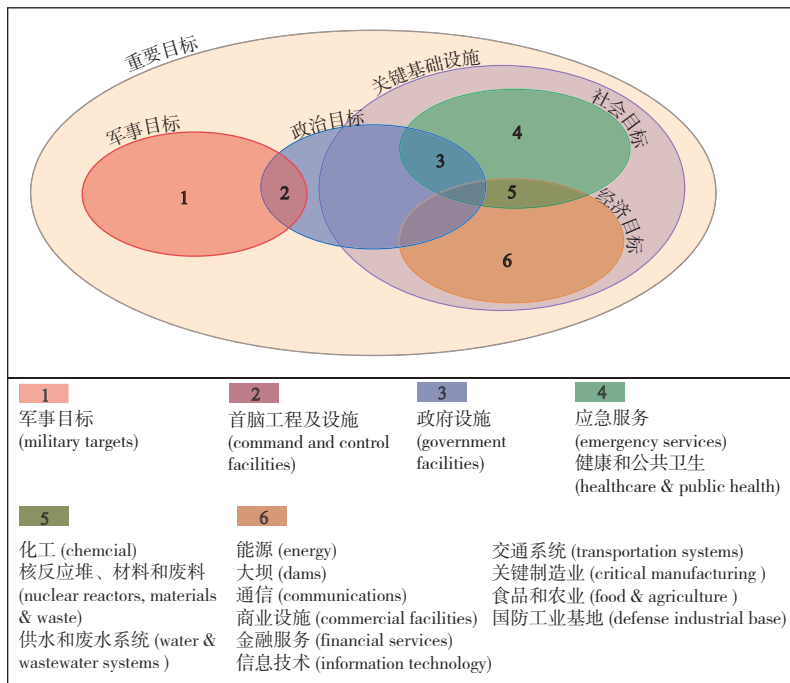 重要目标
关键基础设施
社会目标
军事目标
政治目标
经济目标
1
2
3
4
5
6
1
军事目标
(military targets)
2
首脑工程及设施
(command and control
facilities)
3
政府设施
(government
facilities)
4
应急服务
(emergency services)
健康和公共卫生
(healthcare & public health)
5
化工 (chemcial)
核反应堆、材料和废料
(nuclear reactors, materials
& waste)
供水和废水系统 (water &
wastewater systems )
6
能源 (energy)
大坝 (dams)
通信 (communications)
商业设施 (commercial facilities)
金融服务 (financial services)
信息技术 (information technology)
交通系统 (transportation systems)
关键制造业 (critical manufacturing )
食品和农业 (food & agriculture )
国防工业基地 (defense industrial base)